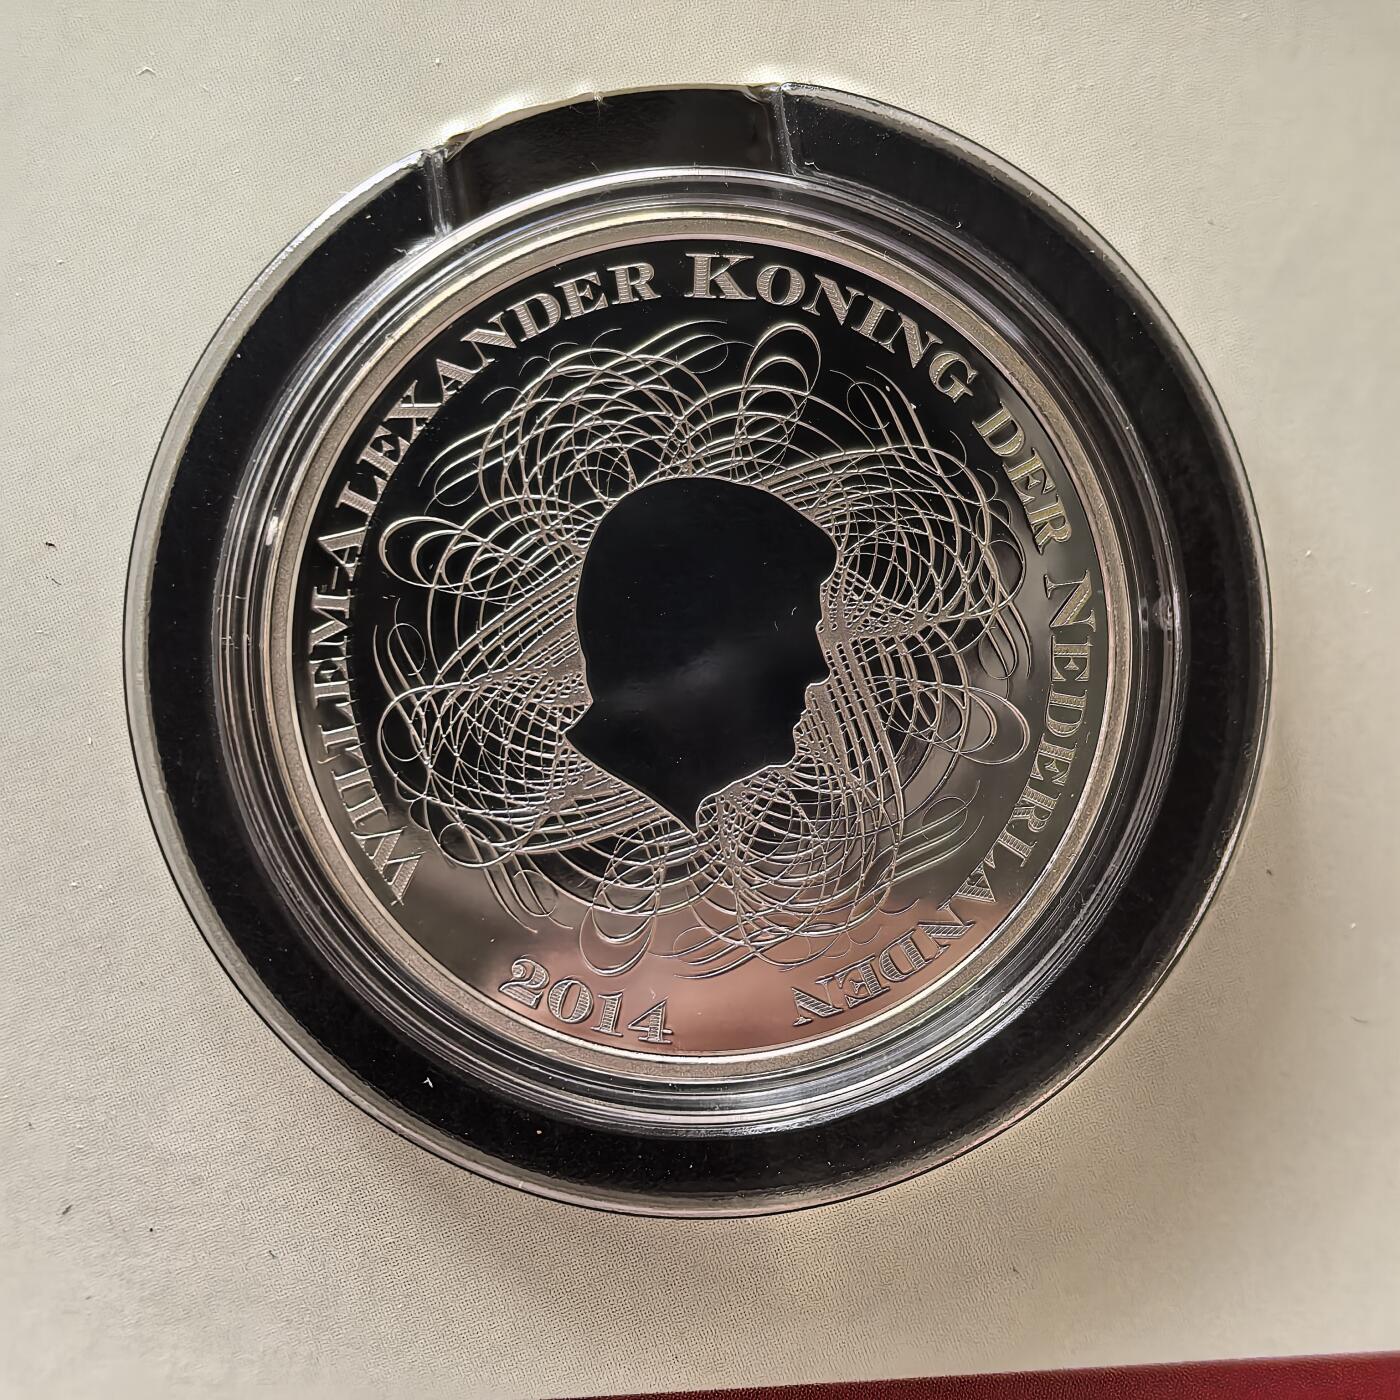 WILLEM-ALEXANDER KONING DER NEDERLANDEN
2014